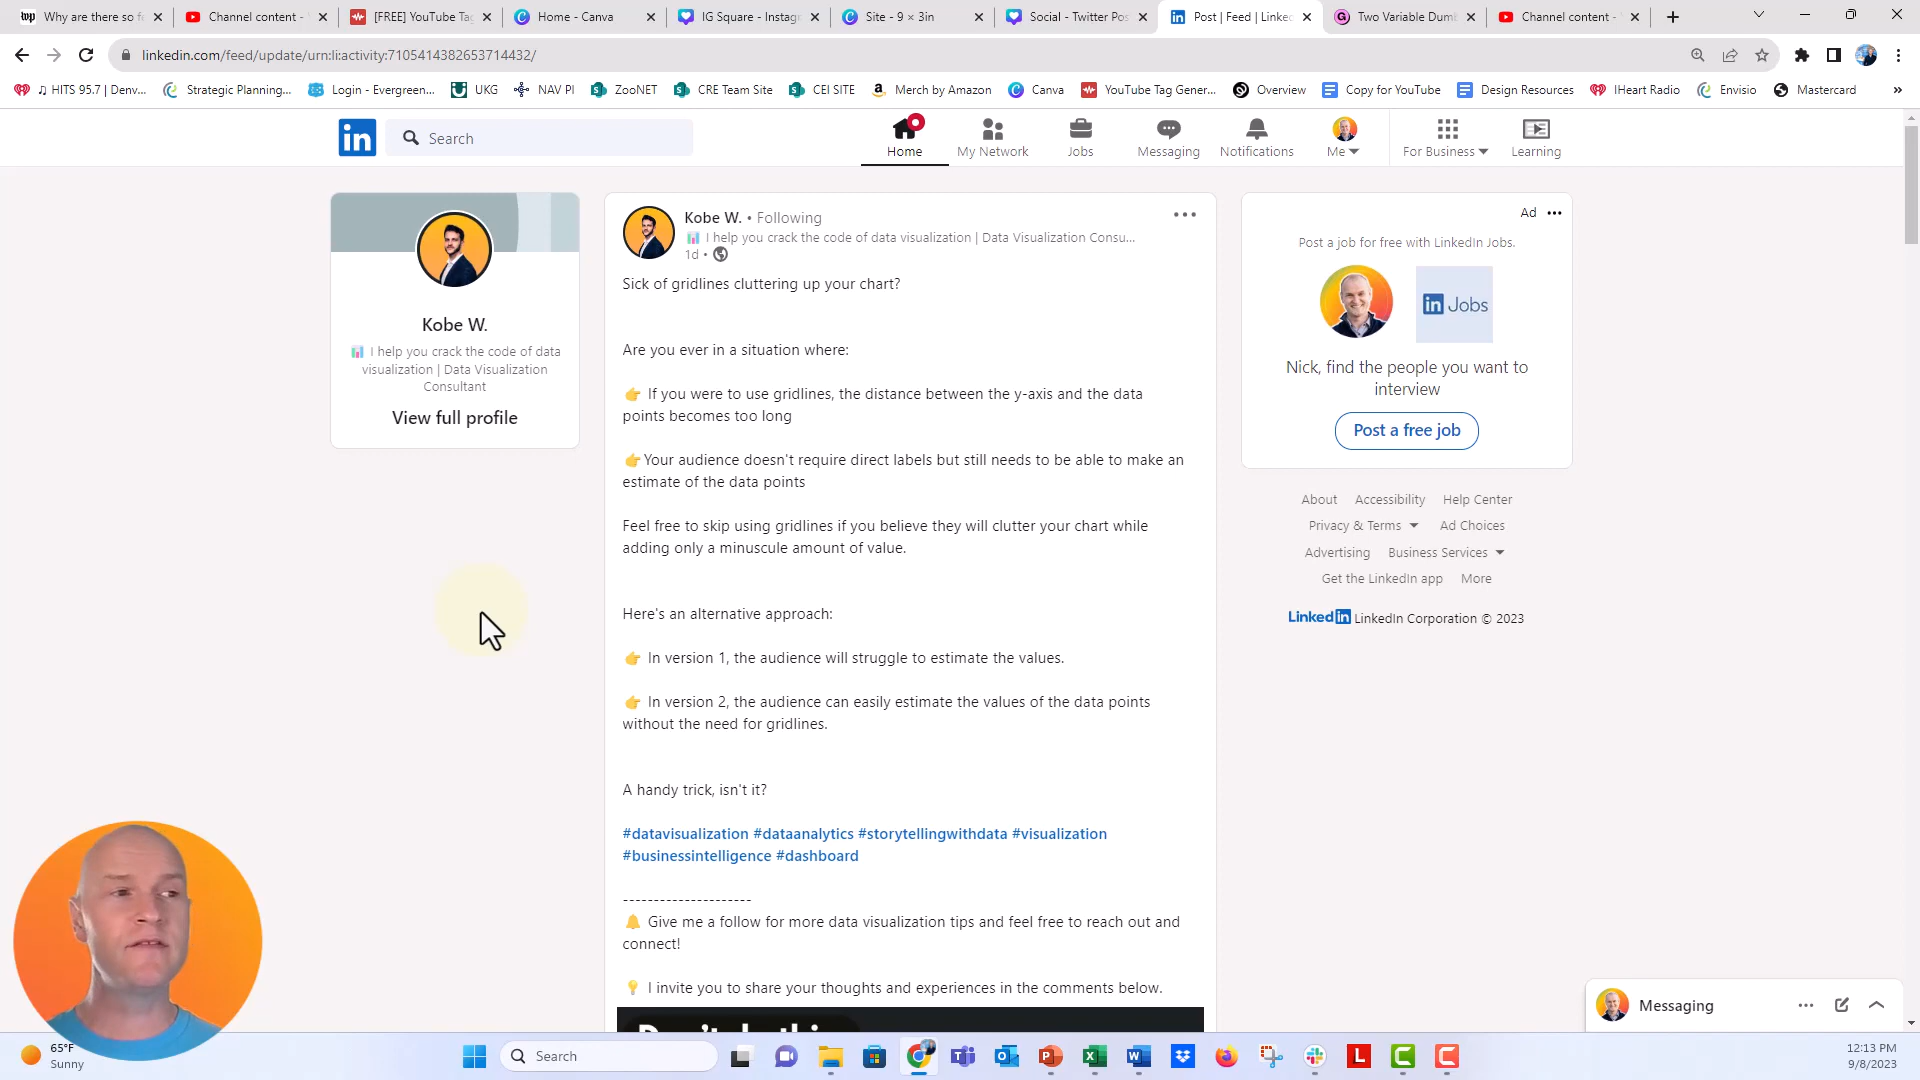 Why are there so f
Channel content -
[FREE] YouTube Tag
Home - Canva
IG Square - Instag
Site - 9 × 3in
Social - Twitter Pos
Post | Feed | Linked
Two Variable Dumb
Channel content -
linkedin.com/feed/update/urn:li:activity:7105414382653714432/
♫ HITS 95.7 | Denv...
Strategic Planning...
Login - Evergreen...
UKG
NAV PI
ZooNET
CRE Team Site
CEI SITE
Merch by Amazon
Canva
YouTube Tag Gener...
Overview
Copy for YouTube
Design Resources
IHeart Radio
Envisio
Mastercard
»
in
Search
Home
My Network
Jobs
Messaging
Notifications
Me
For Business
Learning
Kobe W.
I help you crack the code of data
visualization | Data Visualization
Consultant
View full profile
Kobe W. • Following
I help you crack the code of data visualization | Data Visualization Consu...
1d •
Sick of gridlines cluttering up your chart?
Are you ever in a situation where:
👉 If you were to use gridlines, the distance between the y-axis and the data
points becomes too long
👉Your audience doesn't require direct labels but still needs to be able to make an
estimate of the data points
Feel free to skip using gridlines if you believe they will clutter your chart while
adding only a minuscule amount of value.
Here's an alternative approach:
👉 In version 1, the audience will struggle to estimate the values.
👉 In version 2, the audience can easily estimate the values of the data points
without the need for gridlines.
A handy trick, isn't it?
#datavisualization #dataanalytics #storytellingwithdata #visualization
#businessintelligence #dashboard
---------------------
🔔 Give me a follow for more data visualization tips and feel free to reach out and
connect!
💡 I invite you to share your thoughts and experiences in the comments below.
Ad
Post a job for free with LinkedIn Jobs.
in Jobs
Nick, find the people you want to
interview
Post a free job
About Accessibility Help Center
Privacy & Terms Ad Choices
Advertising Business Services
Get the LinkedIn app More
Linked in LinkedIn Corporation © 2023
Messaging
65°F
Sunny
Search
12:13 PM
9/8/2023